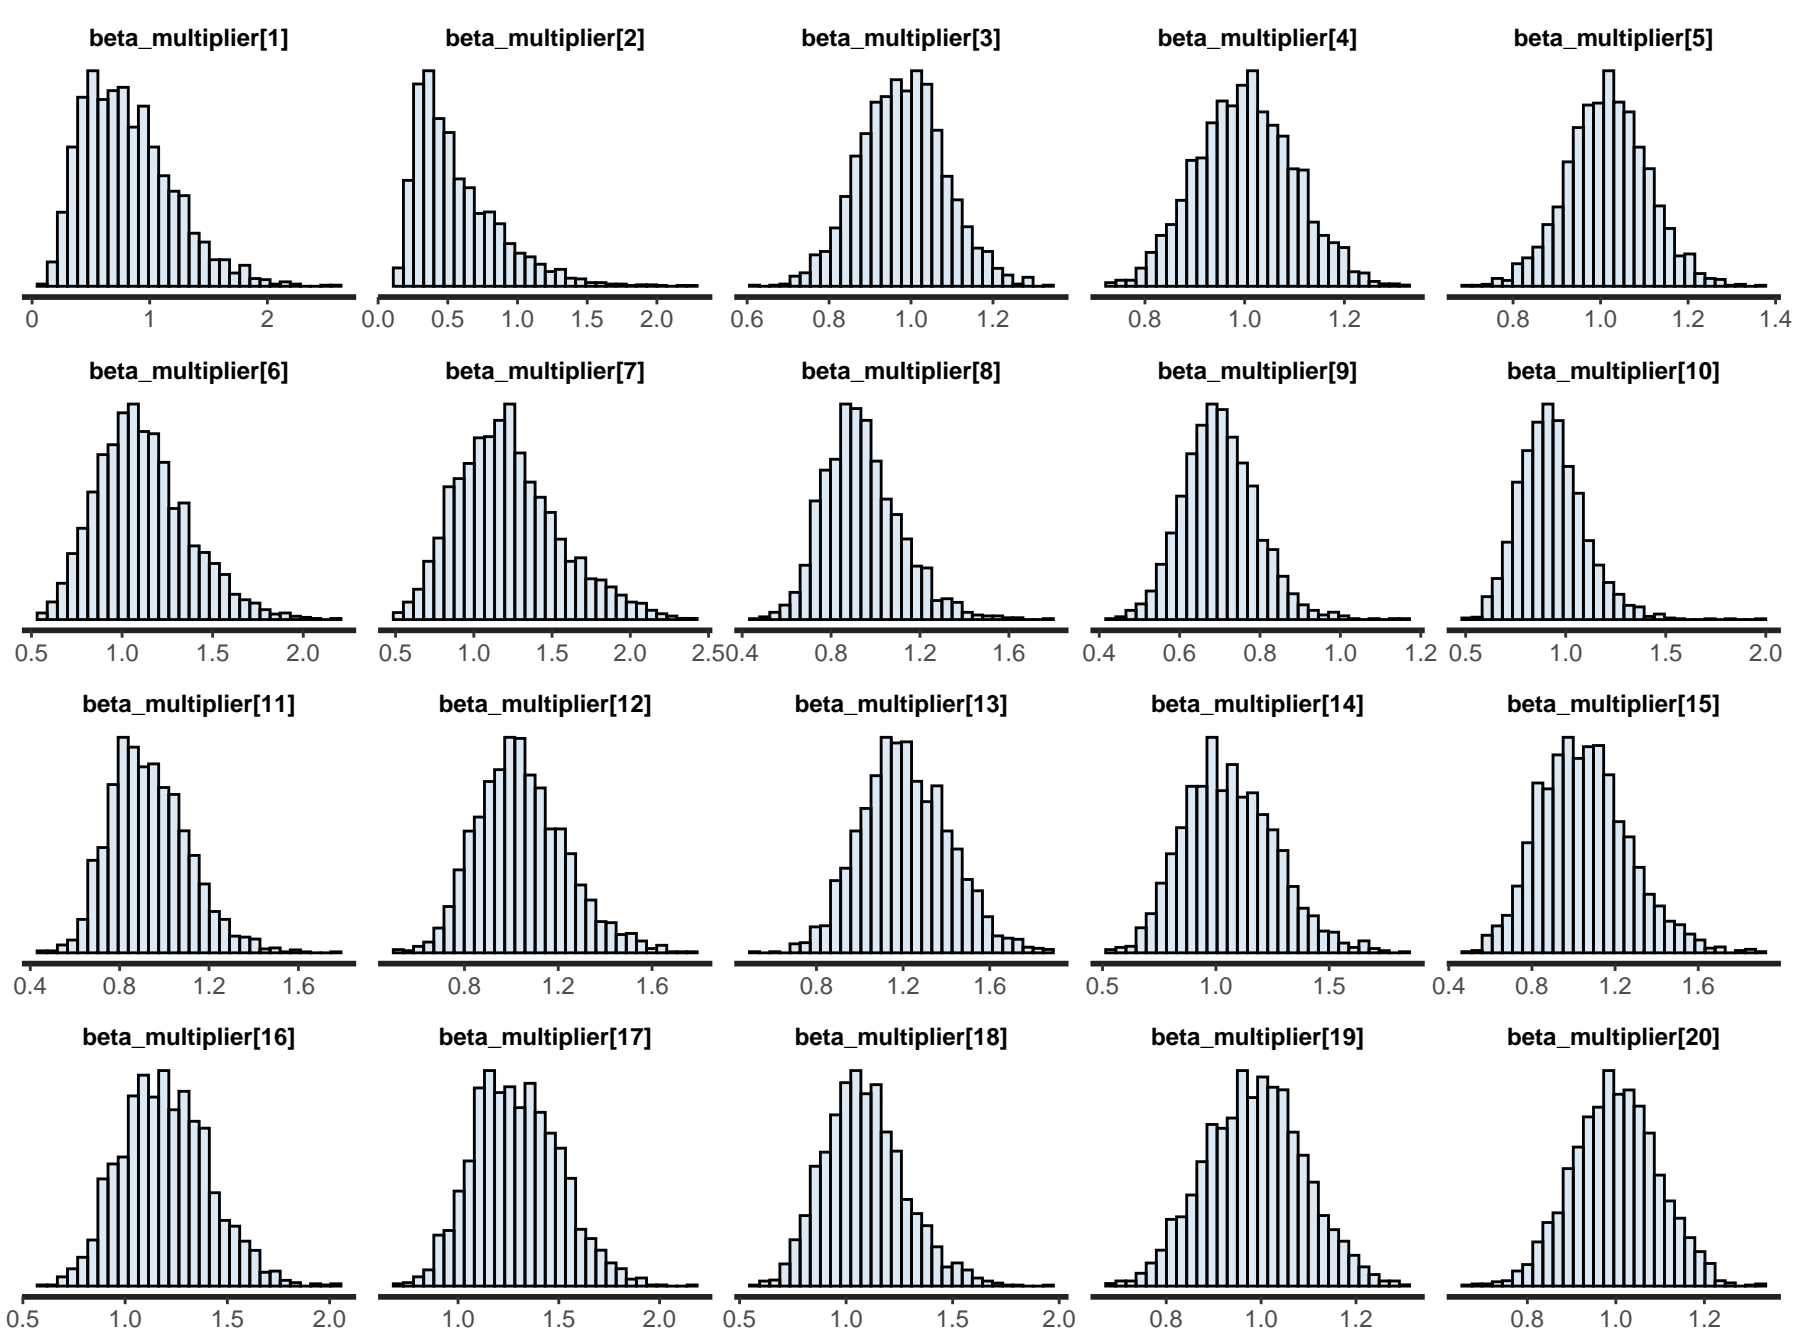 beta_multiplier[1] beta_multiplier[2] beta_multiplier[3] beta_multiplier[4] beta_multiplier[5]
0 1 2 0.0 0.5 1.0 1.5 2.0 0.6 0.8 1.0 1.2 0.8 1.0 1.2 0.8 1.0 1.2 1.4
beta_multiplier[6] beta_multiplier[7] beta_multiplier[8] beta_multiplier[9] beta_multiplier[10]
0.5 1.0 1.5 2.0 0.5 1.0 1.5 2.0 2.5 0.4 0.8 1.2 1.6 0.4 0.6 0.8 1.0 1.2 0.5 1.0 1.5 2.0
beta_multiplier[11] beta_multiplier[12] beta_multiplier[13] beta_multiplier[14] beta_multiplier[15]
0.4 0.8 1.2 1.6 0.8 1.2 1.6 0.8 1.2 1.6 0.5 1.0 1.5 0.4 0.8 1.2 1.6
beta_multiplier[16] beta_multiplier[17] beta_multiplier[18] beta_multiplier[19] beta_multiplier[20]
0.5 1.0 1.5 2.0 1.0 1.5 2.0 0.5 1.0 1.5 2.0 0.8 1.0 1.2 0.8 1.0 1.2